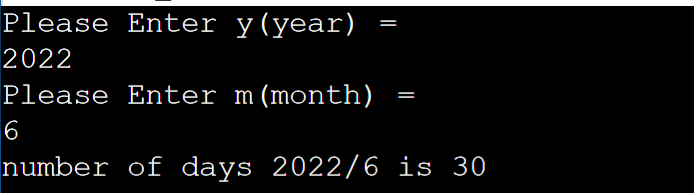 Please Enter y(year) =
2022
Please Enter m(month) =
6
number of days 2022/6 is 30